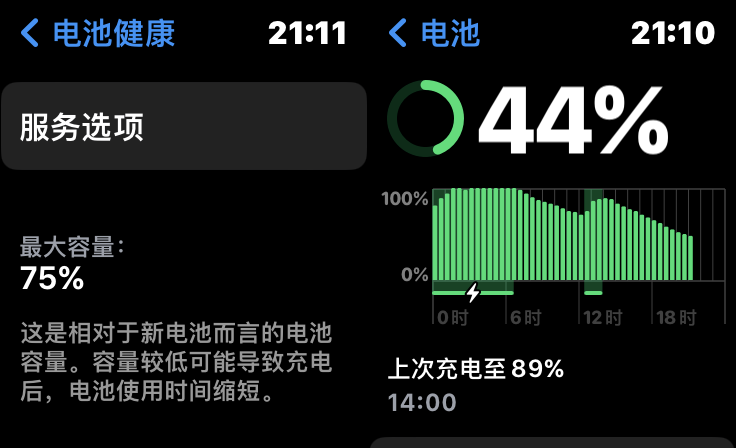 电池健康 21:11
服务选项
最大容量：
75%
这是相对于新电池而言的电池
容量。容量较低可能导致充电
后，电池使用时间缩短。
电池 21:10
44%
100%
0%
0时 6时 12时 18时
上次充电至 89%
14:00